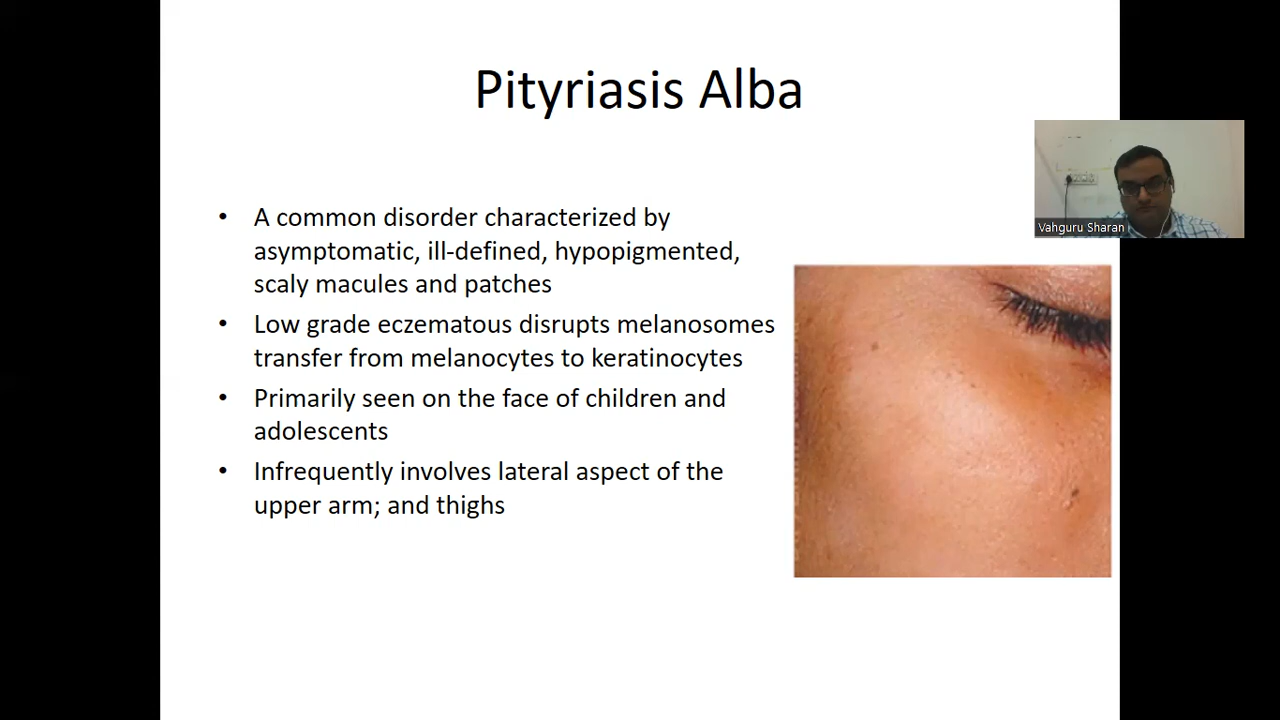 Pityriasis Alba
Vahguru Sharan
• A common disorder characterized by
asymptomatic, ill-defined, hypopigmented,
scaly macules and patches
• Low grade eczematous disrupts melanosomes
transfer from melanocytes to keratinocytes
• Primarily seen on the face of children and
adolescents
• Infrequently involves lateral aspect of the
upper arm; and thighs